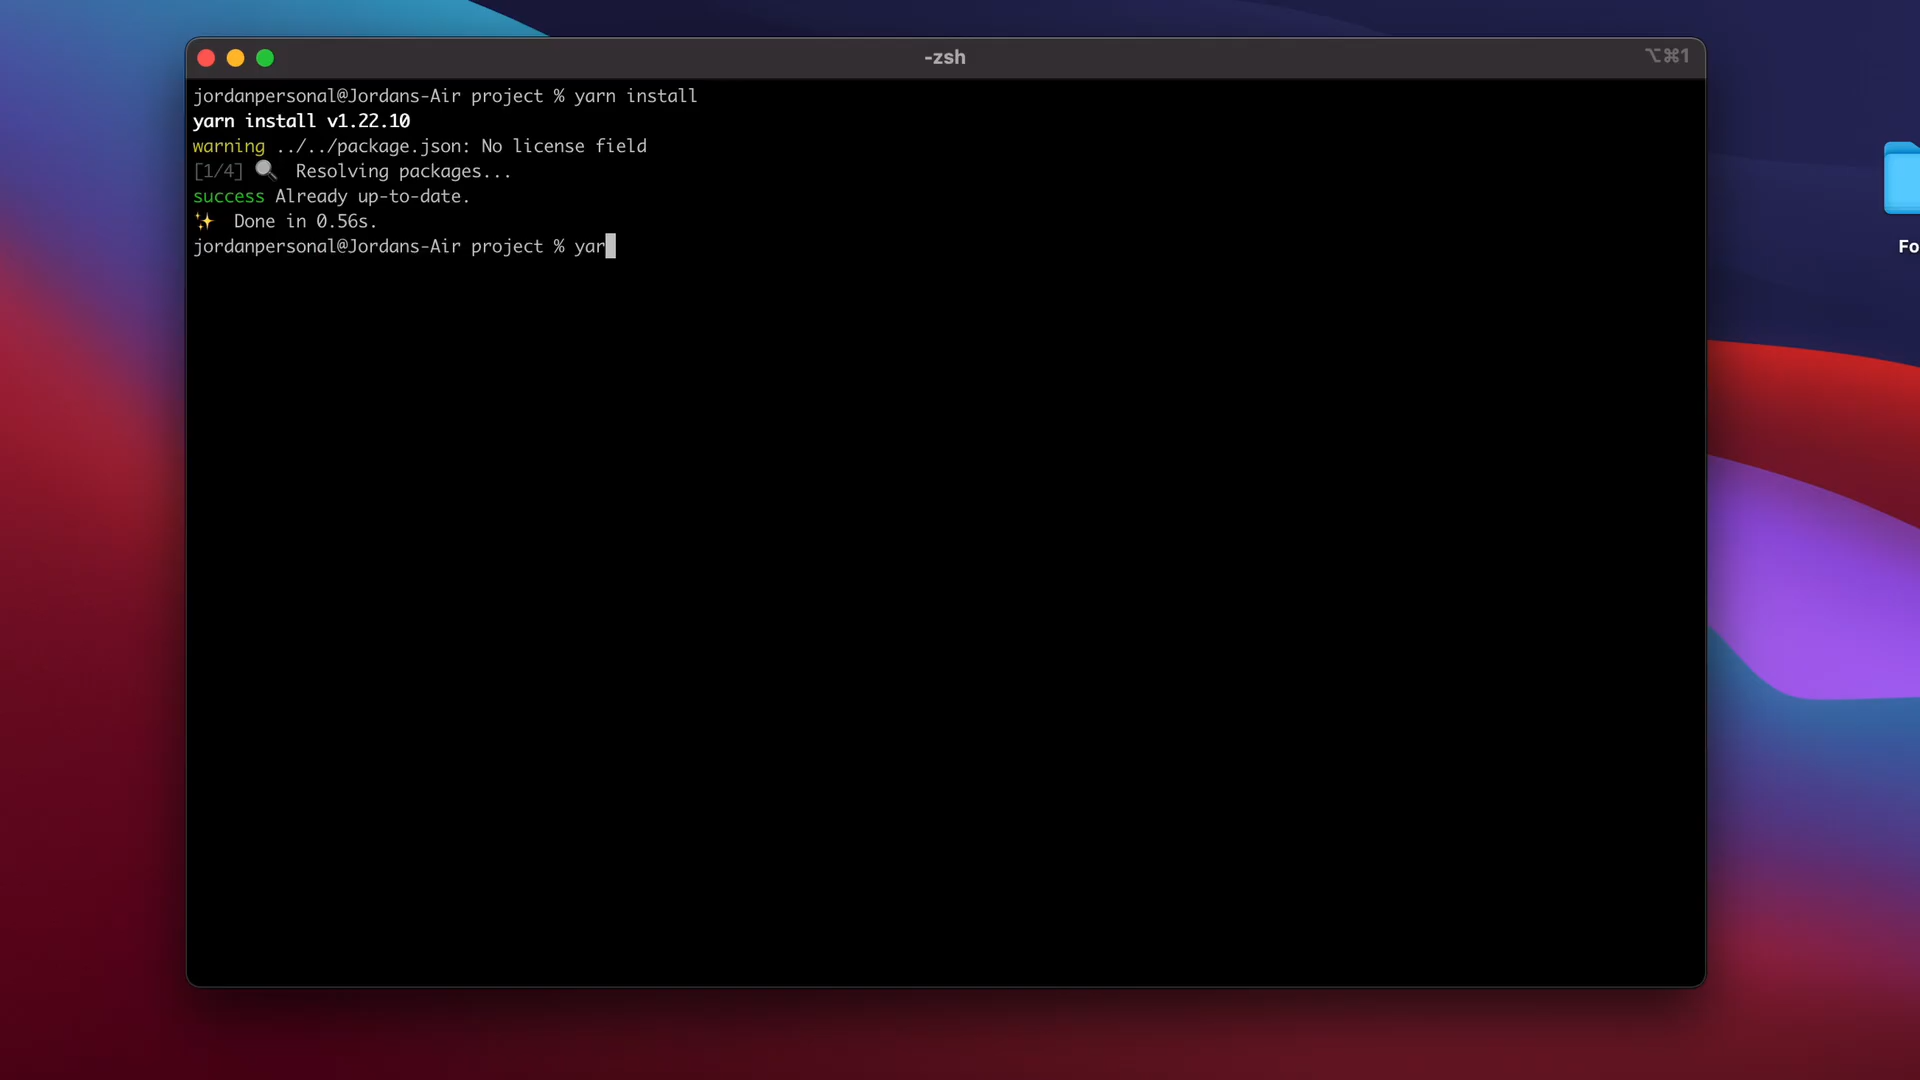 -zsh
⌥⌘1
jordanpersonal@Jordans-Air project % yarn install
yarn install v1.22.10
warning ../../package.json: No license field
[1/4] 🔍 Resolving packages...
success Already up-to-date.
✨ Done in 0.56s.
jordanpersonal@Jordans-Air project % yar
Fo